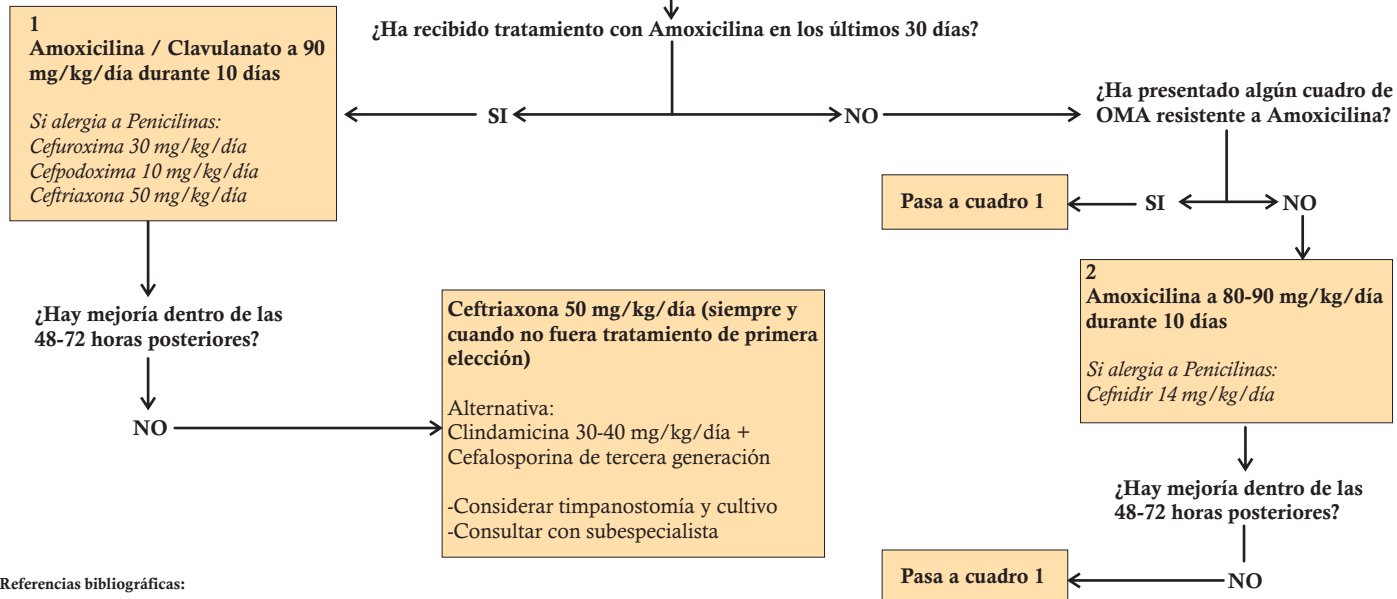 ¿Ha recibido tratamiento con Amoxicilina en los últimos 30 días?
1
Amoxicilina / Clavulanato a 90
mg/kg/día durante 10 días
Si alergia a Penicilinas:
Cefuroxima 30 mg/kg/día
Cefpodoxima 10 mg/kg/día
Ceftriaxona 50 mg/kg/día
SI
NO
¿Ha presentado algún cuadro de
OMA resistente a Amoxicilina?
Pasa a cuadro 1
SI
NO
2
Amoxicilina a 80-90 mg/kg/día
durante 10 días
Si alergia a Penicilinas:
Cefnidir 14 mg/kg/día
¿Hay mejoría dentro de las
48-72 horas posteriores?
NO
Ceftriaxona 50 mg/kg/día (siempre y
cuando no fuera tratamiento de primera
elección)
Alternativa:
Clindamicina 30-40 mg/kg/día +
Cefalosporina de tercera generación
-Considerar timpanostomía y cultivo
-Consultar con subespecialista
¿Hay mejoría dentro de las
48-72 horas posteriores?
NO
Pasa a cuadro 1
Referencias bibliográficas: